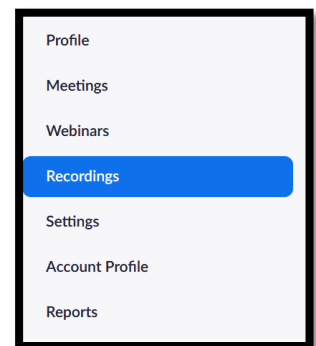 Profile
Meetings
Webinars
Recordings
Settings
Account Profile
Reports